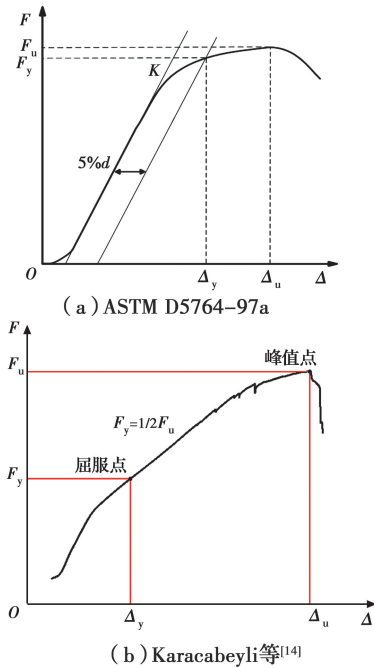 F
F_u
F_y
K
5%d
O
Δ_y
Δ_u
Δ
(a)ASTM D5764-97a
F
F_u
峰值点
F_y=1/2F_u
屈服点
F_y
O
Δ_y
Δ_u
Δ
(b)Karacabeyli等[14]